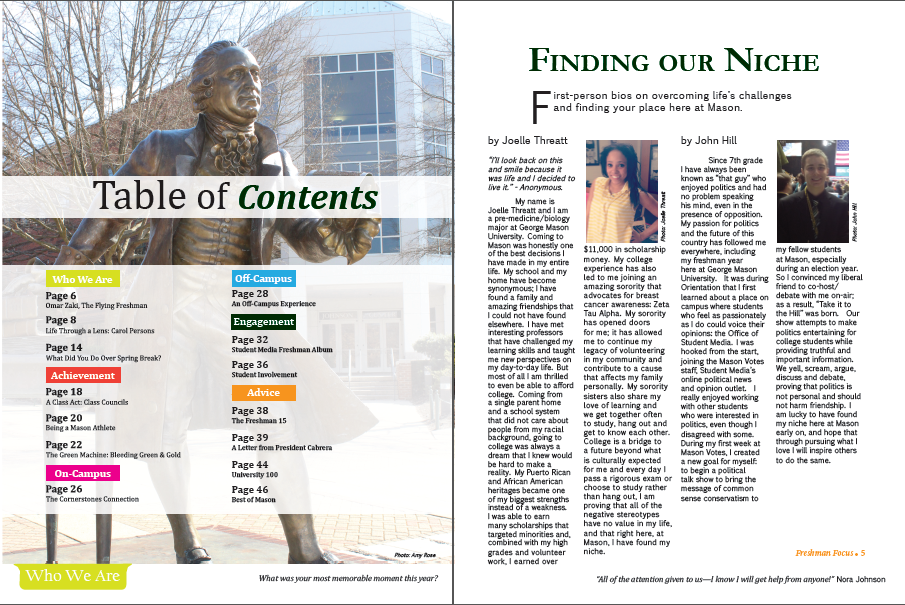 Table of Contents
Who We Are
Page 6
Omar Zaki, The Flying Freshman
Page 8
Life Through a Lens: Carol Persons
Page 14
What Did You Do Over Spring Break?
Achievement
Page 18
A Class Act: Class Councils
Page 20
Being a Mason Athlete
Page 22
The Green Machine: Bleeding Green & Gold
On-Campus
Page 26
The Cornerstones Connection
Off-Campus
Page 28
An Off-Campus Experience
Engagement
Page 32
Student Media Freshman Album
Page 36
Student Involvement
Advice
Page 38
The Freshman 15
Page 39
A Letter from President Cabrera
Page 44
University 100
Page 46
Best of Mason
Photo: Amy Rose
Who We Are
What was your most memorable moment this year?
Finding our Niche
First-person bios on overcoming life's challenges
and finding your place here at Mason.
by Joelle Threatt
"I'll look back on this
and smile because it
was life and I decided to
live it." - Anonymous.
My name is
Joelle Threatt and I am
a pre-medicine/biology
major at George Mason
University. Coming to
Mason was honestly one
of the best decisions I
have made in my entire
life. My school and my
home have become
synonymous; I have
found a family and
amazing friendships that
I could not have found
elsewhere. I have met
interesting professors
that have challenged my
learning skills and taught
me new perspectives on
my day-to-day life. But
most of all I am thrilled
to even be able to afford
college. Coming from
a single parent home
and a school system
that did not care about
people from my racial
background, going to
college was always a
dream that I knew would
be hard to make a
reality. My Puerto Rican
and African American
heritages became one
of my biggest strengths
instead of a weakness.
I was able to earn
many scholarships that
targeted minorities and,
combined with my high
grades and volunteer
work, I earned over
Photo: Joelle Threatt
$11,000 in scholarship
money. My college
experience has also
led to me joining an
amazing sorority that
advocates for breast
cancer awareness: Zeta
Tau Alpha. My sorority
has opened doors
for me; it has allowed
me to continue my
legacy of volunteering
in my community and
contribute to a cause
that affects my family
personally. My sorority
sisters also share my
love of learning and
we get together often
to study, hang out and
get to know each other.
College is a bridge to
a future beyond what
is culturally expected
for me and every day I
pass a rigorous exam or
choose to study rather
than hang out, I am
proving that all of the
negative stereotypes
have no value in my life,
and that right here, at
Mason, I have found my
niche.
by John Hill
Since 7th grade
I have always been
known as "that guy" who
enjoyed politics and had
no problem speaking
his mind, even in the
presence of opposition.
My passion for politics
and the future of this
country has followed me
everywhere, including
my freshman year
here at George Mason
University. It was during
Orientation that I first
learned about a place on
campus where students
who feel as passionately
as I do could voice their
opinions: the Office of
Student Media. I was
hooked from the start,
joining the Mason Votes
staff, Student Media's
online political news
and opinion outlet. I
really enjoyed working
with other students
who were interested in
politics, even though I
disagreed with some.
During my first week at
Mason Votes, I created
a new goal for myself:
to begin a political
talk show to bring the
message of common
sense conservatism to
Photo: John Hill
my fellow students
at Mason, especially
during an election year.
So I convinced my liberal
friend to co-host/
debate with me on-air;
as a result, "Take it to
the Hill" was born. Our
show attempts to make
politics entertaining for
college students while
providing truthful and
important information.
We yell, scream, argue,
discuss and debate,
proving that politics is
not personal and should
not harm friendship. I
am lucky to have found
my niche here at Mason
early on, and hope that
through pursuing what I
love I will inspire others
to do the same.
Freshman Focus • 5
"All of the attention given to us—I know I will get help from anyone!" Nora Johnson